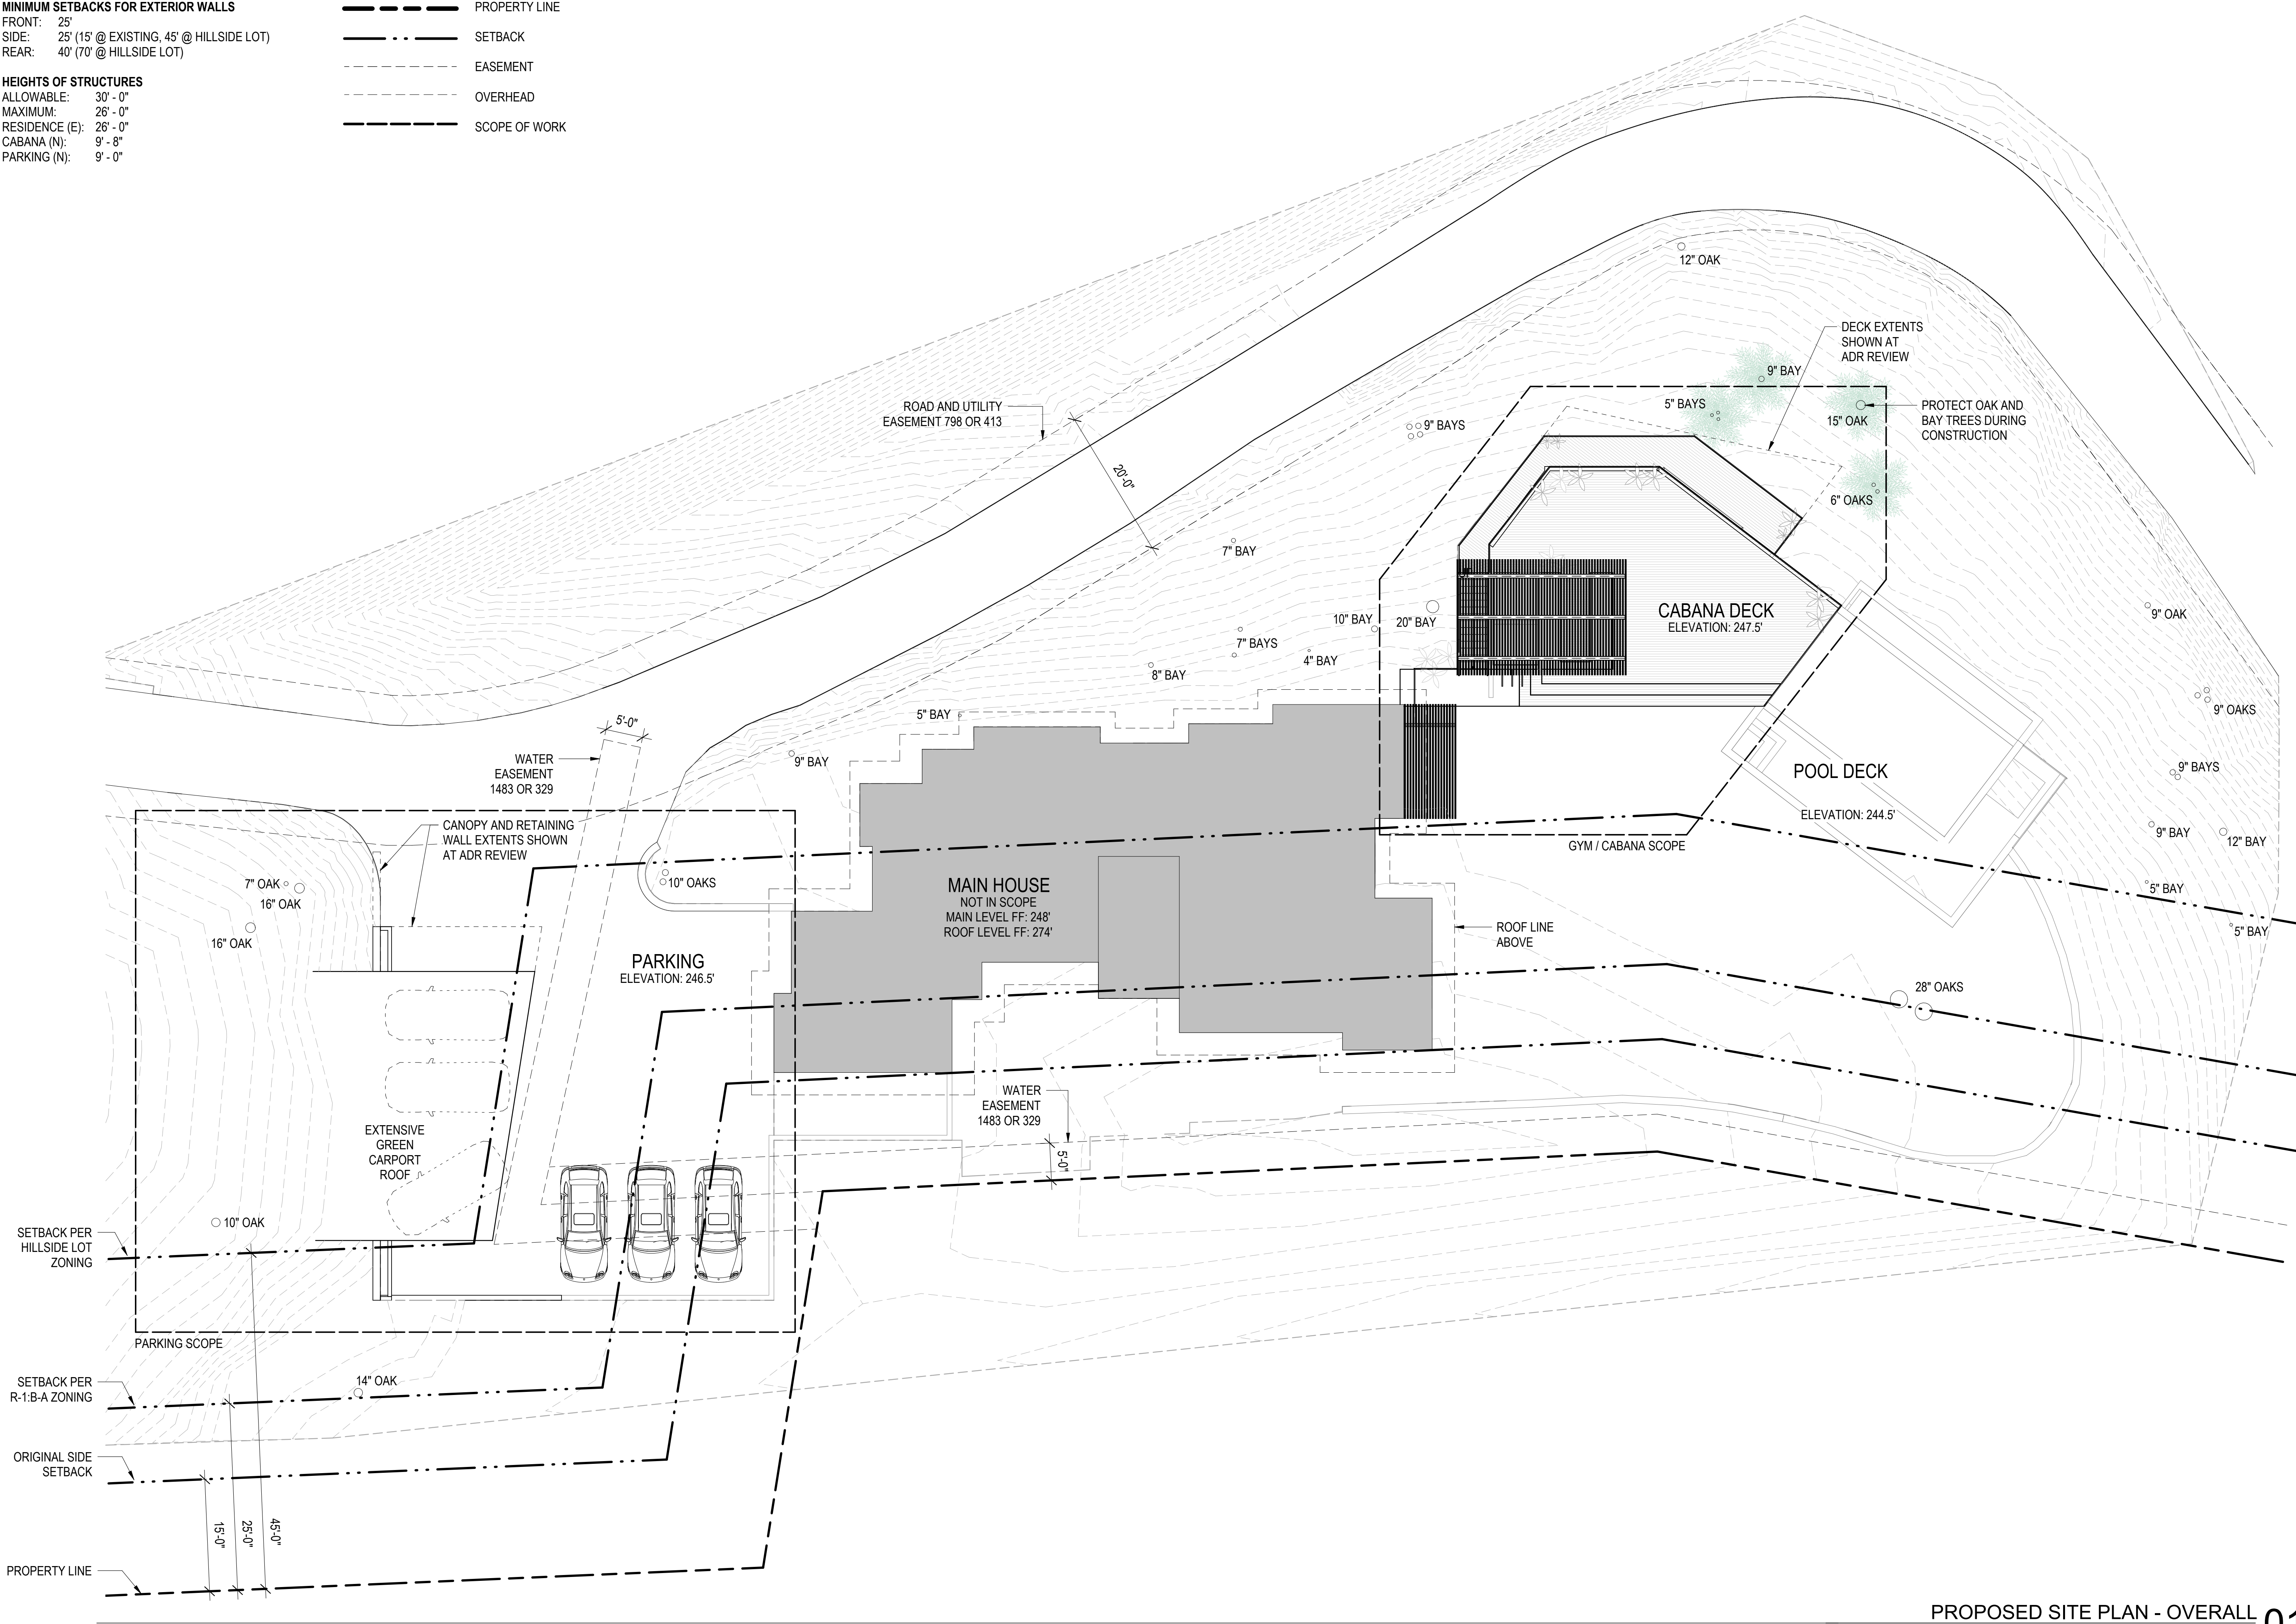 MINIMUM SETBACKS FOR EXTERIOR WALLS
FRONT: 25'
SIDE: 25' (15' @ EXISTING, 45' @ HILLSIDE LOT)
REAR: 40' (70' @ HILLSIDE LOT)
HEIGHTS OF STRUCTURES
ALLOWABLE: 30' - 0"
MAXIMUM: 26' - 0"
RESIDENCE (E): 26' - 0"
CABANA (N): 9' - 8"
PARKING (N): 9' - 0"
PROPERTY LINE
SETBACK
EASEMENT
OVERHEAD
SCOPE OF WORK
12" OAK
DECK EXTENTS
SHOWN AT
ADR REVIEW
9" BAY
5" BAYS
15" OAK
PROTECT OAK AND
BAY TREES DURING
CONSTRUCTION
ROAD AND UTILITY
EASEMENT 798 OR 413
9" BAYS
20'-0"
6" OAKS
7" BAY
CABANA DECK
ELEVATION: 247.5'
10" BAY
20" BAY
9" OAK
7" BAYS
4" BAY
8" BAY
9" OAKS
5" BAY
5'-0"
WATER
EASEMENT
1483 OR 329
9" BAY
POOL DECK
ELEVATION: 244.5'
9" BAYS
9" BAY
12" BAY
CANOPY AND RETAINING
WALL EXTENTS SHOWN
AT ADR REVIEW
GYM / CABANA SCOPE
7" OAK
16" OAK
10" OAKS
MAIN HOUSE
NOT IN SCOPE
MAIN LEVEL FF: 248'
ROOF LEVEL FF: 274'
5" BAY
5" BAY
16" OAK
ROOF LINE
ABOVE
PARKING
ELEVATION: 246.5'
28" OAKS
WATER
EASEMENT
1483 OR 329
5'-0"
EXTENSIVE
GREEN
CARPORT
ROOF
10" OAK
SETBACK PER
HILLSIDE LOT
ZONING
PARKING SCOPE
SETBACK PER
R-1:B-A ZONING
14" OAK
ORIGINAL SIDE
SETBACK
15'-0"
25'-0"
45'-0"
PROPERTY LINE
PROPOSED SITE PLAN - OVERALL